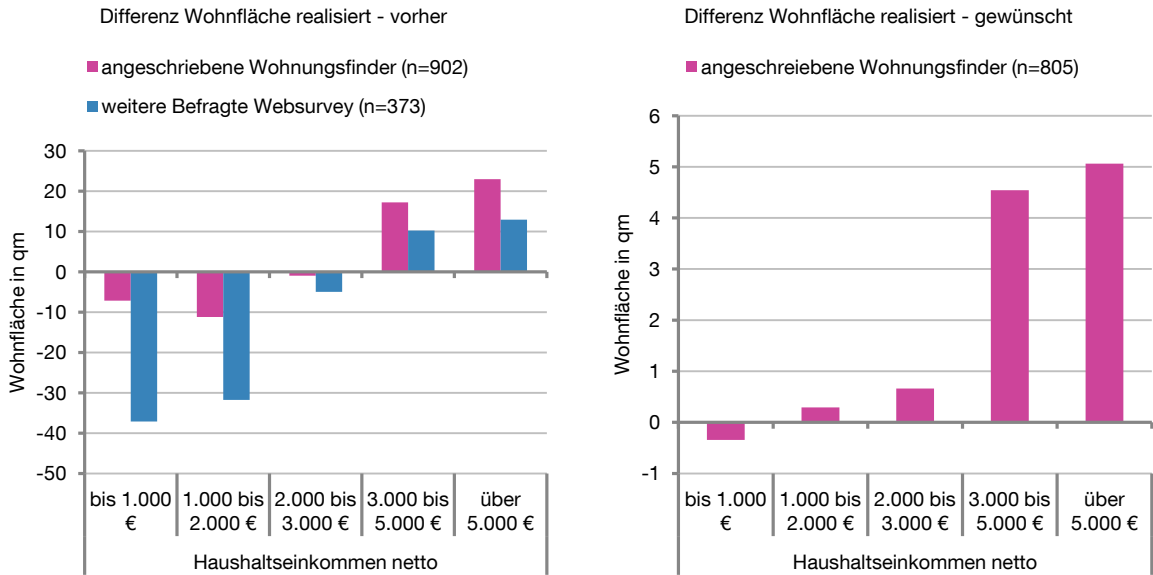 Differenz Wohnfläche realisiert - vorher
angeschriebene Wohnungsfinder (n=902)
weitere Befragte Websurvey (n=373)
Wohnfläche in qm
30
20
10
0
-10
-20
-30
-40
-50
bis 1.000 €
1.000 bis 2.000 €
2.000 bis 3.000 €
3.000 bis 5.000 €
über 5.000 €
Haushaltseinkommen netto
Differenz Wohnfläche realisiert - gewünscht
angeschreiebene Wohnungsfinder (n=805)
Wohnfläche in qm
6
5
4
3
2
1
0
-1
bis 1.000 €
1.000 bis 2.000 €
2.000 bis 3.000 €
3.000 bis 5.000 €
über 5.000 €
Haushaltseinkommen netto